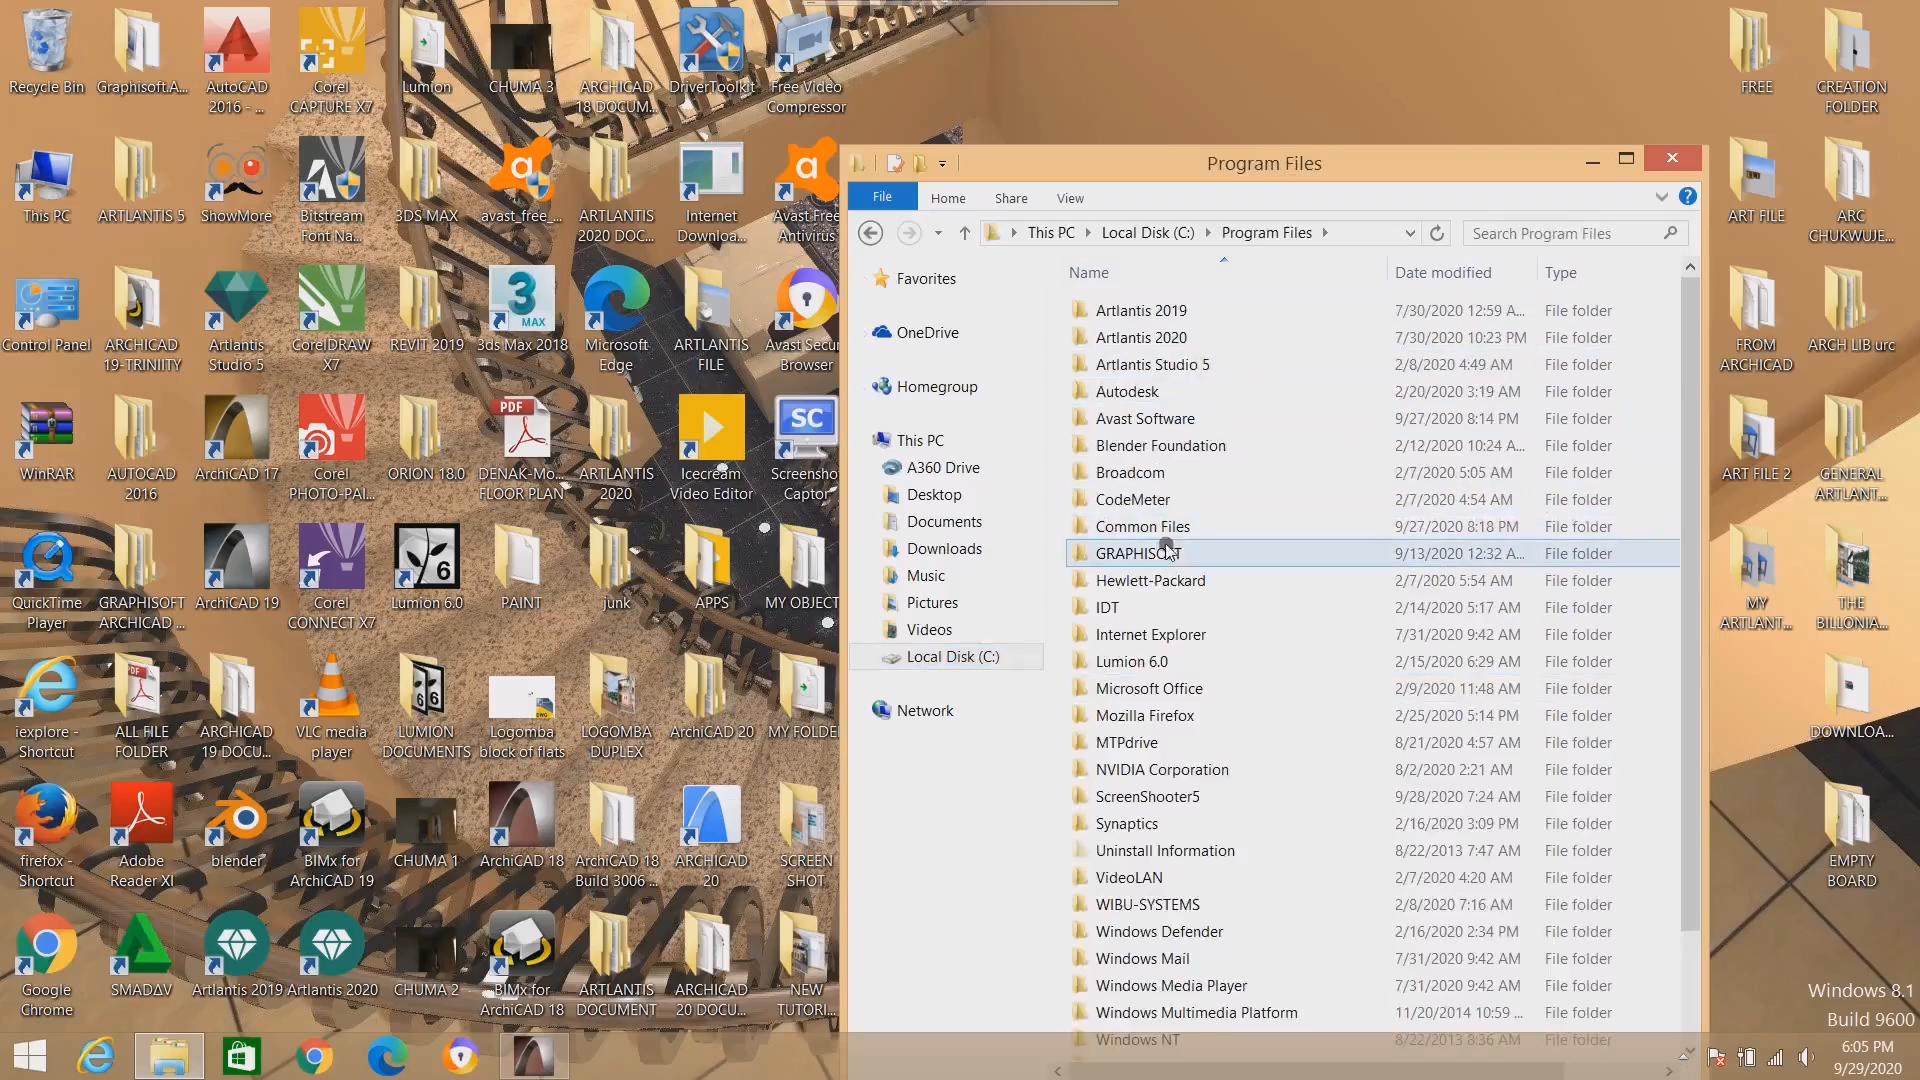 Recycle Bin
Graphisoft.A...
AutoCAD
2016 - ...
Corel
CAPTURE X7
Lumion
CHUMA 3
ARCHICAD
18 DOCUM...
DriverToolkit
Free Video
Compressor
This PC
ARTLANTIS 5
ShowMore
Bitstream
Font Na...
3DS MAX
avast_free_...
ARTLANTIS
2020 DOC...
Internet
Downloa...
Avast Free
Antivirus
Control Panel
ARCHICAD
19-TRINIITY
Artlantis
Studio 5
CorelDRAW
X7
REVIT 2019
3
MAX
3ds Max 2018
Microsoft
Edge
ARTLANTIS
FILE
Avast Secu
Browser
WinRAR
AUTOCAD
2016
ArchiCAD 17
Corel
PHOTO-PAI...
ORION 18.0
PDF
DENAK-Mo...
FLOOR PLAN
ARTLANTIS
2020
Icecream
Video Editor
SC
Screensho
Captor
QuickTime
Player
GRAPHISOFT
ARCHICAD ...
ArchiCAD 19
Corel
CONNECT X7
6
Lumion 6.0
PAINT
junk
APPS
MY OBJECT
iexplore -
Shortcut
PDF
ALL FILE
FOLDER
ARCHICAD
19 DOCU...
VLC media
player
LUMION
DOCUMENTS
DWG
Logomba
block of flats
LOGOMBA
DUPLEX
ArchiCAD 20
MY FOLDE
firefox -
Shortcut
Adobe
Reader XI
blender
BIMx for
ArchiCAD 19
CHUMA 1
ArchiCAD 18
ArchiCAD 18
Build 3006 ...
ARCHICAD
20
SCREEN
SHOT
Google
Chrome
SMADΔV
Artlantis 2019
Artlantis 2020
CHUMA 2
BIMx for
ArchiCAD 18
ARTLANTIS
DOCUMENT
ARCHICAD
20 DOCU...
NEW
TUTORI...
Program Files
File
Home
Share
View
This PC
Local Disk (C:)
Program Files
Search Program Files
Favorites
OneDrive
Homegroup
This PC
A360 Drive
Desktop
Documents
Downloads
Music
Pictures
Videos
Local Disk (C:)
Network
Name Date modified Type
Artlantis 2019 7/30/2020 12:59 A... File folder
Artlantis 2020 7/30/2020 10:23 PM File folder
Artlantis Studio 5 2/8/2020 4:49 AM File folder
Autodesk 2/20/2020 3:19 AM File folder
Avast Software 9/27/2020 8:14 PM File folder
Blender Foundation 2/12/2020 10:24 A... File folder
Broadcom 2/7/2020 5:05 AM File folder
CodeMeter 2/7/2020 4:54 AM File folder
Common Files 9/27/2020 8:18 PM File folder
GRAPHISOFT 9/13/2020 12:32 A... File folder
Hewlett-Packard 2/7/2020 5:54 AM File folder
IDT 2/14/2020 5:17 AM File folder
Internet Explorer 7/31/2020 9:42 AM File folder
Lumion 6.0 2/15/2020 6:29 AM File folder
Microsoft Office 2/9/2020 11:48 AM File folder
Mozilla Firefox 2/25/2020 5:14 PM File folder
MTPdrive 8/21/2020 4:57 AM File folder
NVIDIA Corporation 8/2/2020 2:21 AM File folder
ScreenShooter5 9/28/2020 7:24 AM File folder
Synaptics 2/16/2020 3:09 PM File folder
Uninstall Information 8/22/2013 7:47 AM File folder
VideoLAN 2/7/2020 4:20 AM File folder
WIBU-SYSTEMS 2/8/2020 7:16 AM File folder
Windows Defender 2/16/2020 2:34 PM File folder
Windows Mail 7/31/2020 9:42 AM File folder
Windows Media Player 7/31/2020 9:42 AM File folder
Windows Multimedia Platform 11/20/2014 10:59 ... File folder
Windows NT 8/22/2013 8:36 AM File folder
FREE
CREATION
FOLDER
ART FILE
ARC
CHUKWUJE...
FROM
ARCHICAD
ARCH LIB urc
ART FILE 2
GENERAL
ARTLANT...
MY
ARTLANT...
THE
BILLONIA...
DOWNLOA...
EMPTY
BOARD
Windows 8.1
Build 9600
6:05 PM
9/29/2020